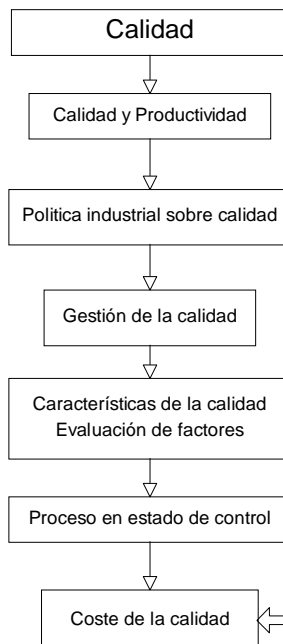 Calidad
Calidad y Productividad
Politica industrial sobre calidad
Gestión de la calidad
Características de la calidad
Evaluación de factores
Proceso en estado de control
Coste de la calidad